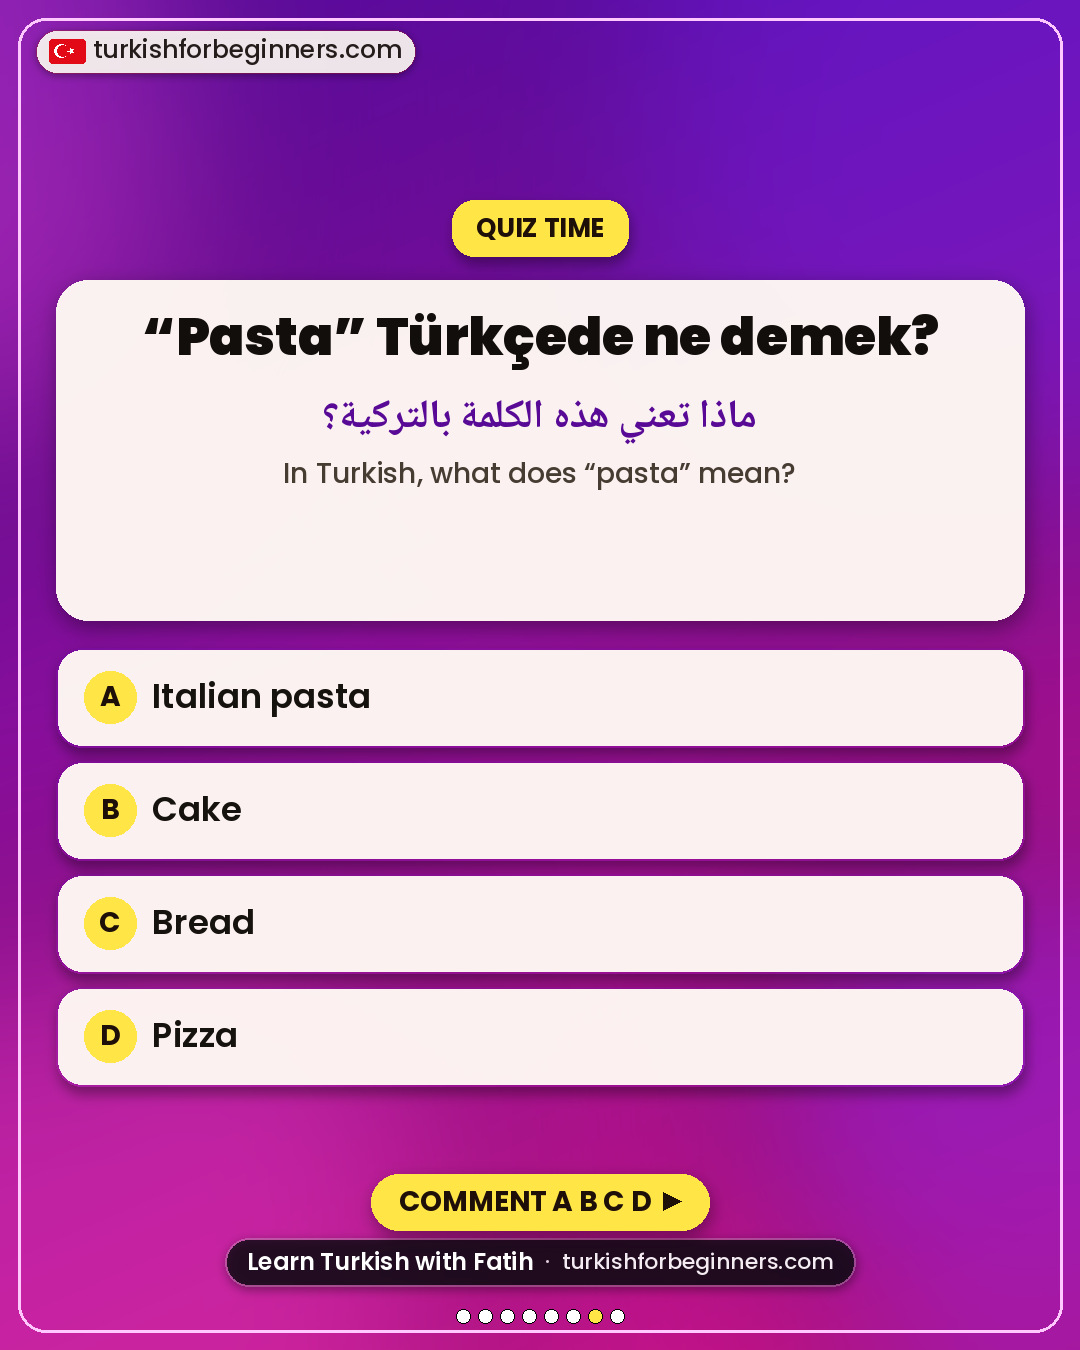 turkishforbeginners.com
QUIZ TIME
“Pasta” Türkçede ne demek?
ماذا تعني هذه الكلمة بالتركية؟
In Turkish, what does “pasta” mean?
A Italian pasta
B Cake
C Bread
D Pizza
COMMENT A B C D ▶
Learn Turkish with Fatih · turkishforbeginners.com